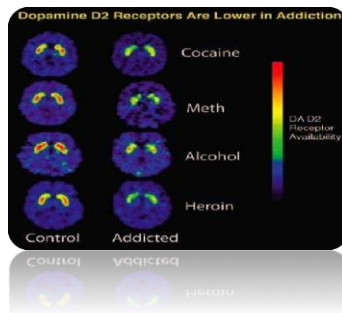 Dopamine D2 Receptors Are Lower in Addiction
Cocaine
Meth
DA D2
Receptor
Availability
Alcohol
Heroin
Control Addicted